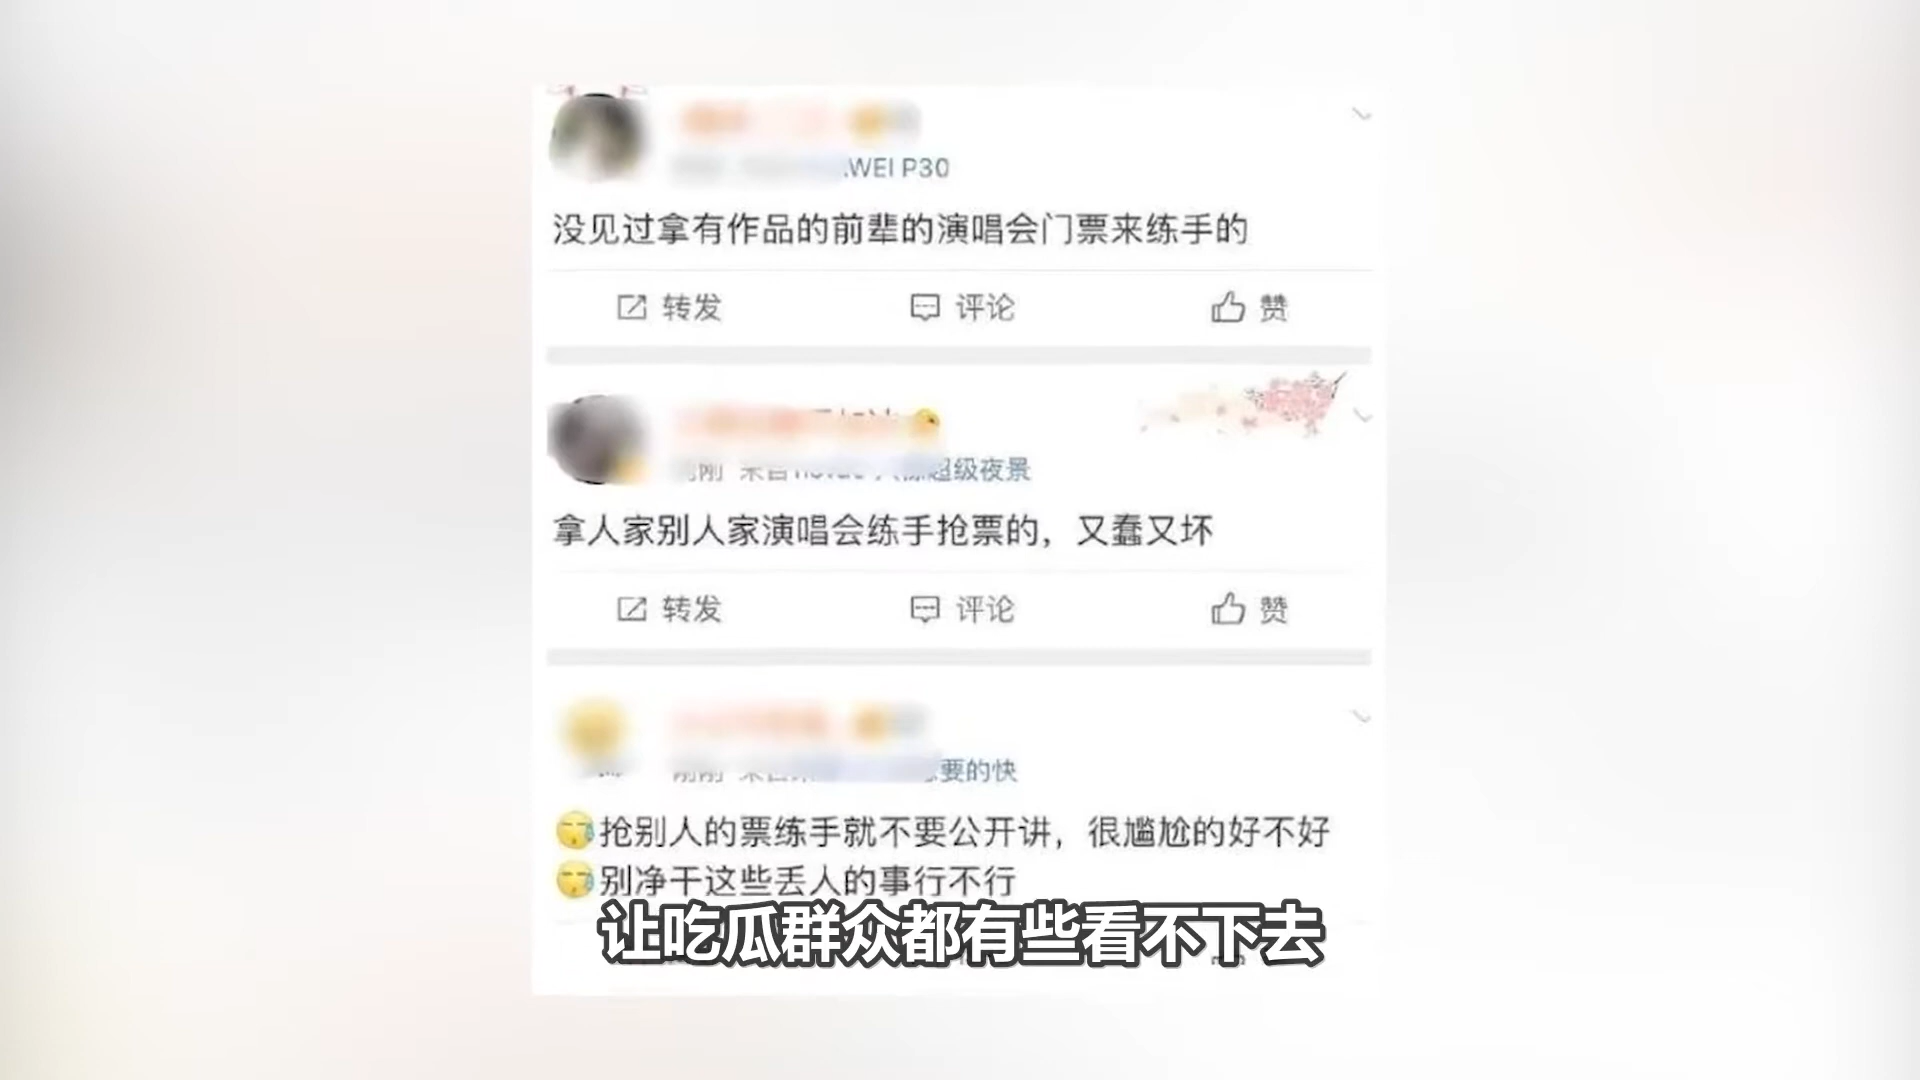 WEI P30
没见过拿有作品的前辈的演唱会门票来练手的
转发 评论 赞
超级夜景
拿人家别人家演唱会练手抢票的，又蠢又坏
转发 评论 赞
要的快
抢别人的票练手就不要公开讲，很尴尬的好不好
别净干这些丢人的事行不行
让吃瓜群众都有些看不下去